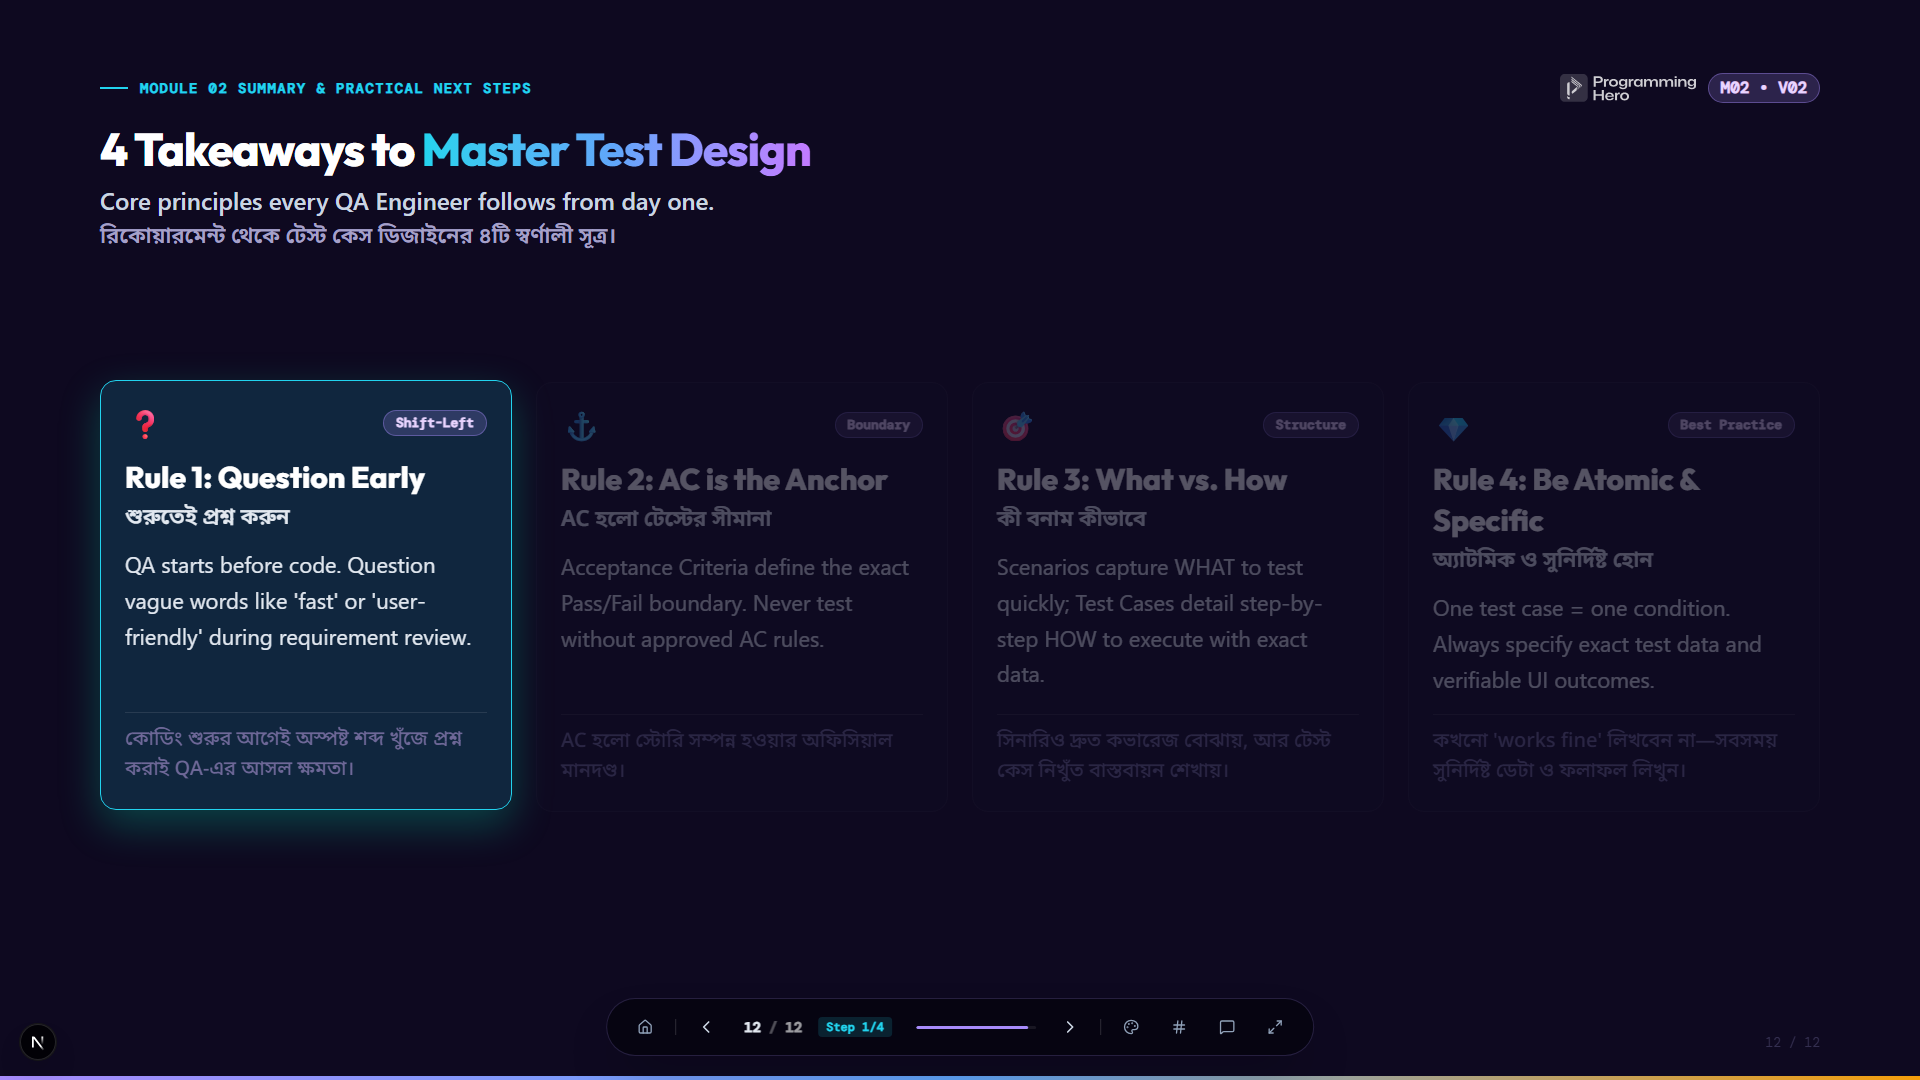 MODULE 02 SUMMARY & PRACTICAL NEXT STEPS
Programming
Hero
M02 • V02
4 Takeaways to Master Test Design
Core principles every QA Engineer follows from day one.
রিকোয়ারমেন্ট থেকে টেস্ট কেস ডিজাইনের ৪টি স্বর্ণালী সূত্র।
Shift-Left
Rule 1: Question Early
শুরুতেই প্রশ্ন করুন
QA starts before code. Question
vague words like 'fast' or 'user-
friendly' during requirement review.
কোডিং শুরুর আগেই অস্পষ্ট শব্দ খুঁজে প্রশ্ন
করাই QA-এর আসল ক্ষমতা।
Boundary
Rule 2: AC is the Anchor
AC হলো টেস্টের সীমানা
Acceptance Criteria define the exact
Pass/Fail boundary. Never test
without approved AC rules.
AC হলো স্টোরি সম্পন্ন হওয়ার অফিসিয়াল
মানদণ্ড।
Structure
Rule 3: What vs. How
কী বনাম কীভাবে
Scenarios capture WHAT to test
quickly; Test Cases detail step-by-
step HOW to execute with exact
data.
সিনারিও দ্রুত কভারেজ বোঝায়, আর টেস্ট
কেস নিখুঁত বাস্তবায়ন শেখায়।
Best Practice
Rule 4: Be Atomic &
Specific
অ্যাটমিক ও সুনির্দিষ্ট হোন
One test case = one condition.
Always specify exact test data and
verifiable UI outcomes.
কখনো 'works fine' লিখবেন না—সবসময়
সুনির্দিষ্ট ডেটা ও ফলাফল লিখুন।
12 / 12
Step 1/4
12 / 12